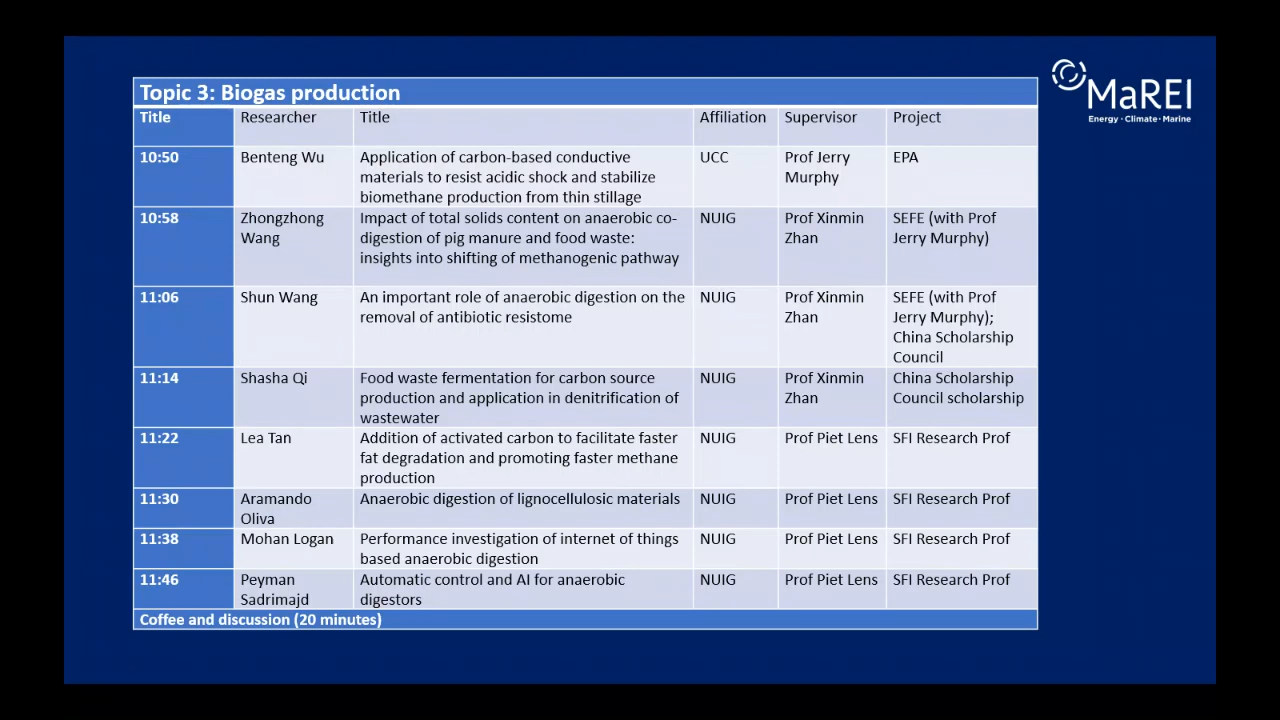 MaREI
Energy · Climate · Marine
Topic 3: Biogas production
Title Researcher Title Affiliation Supervisor Project
10:50 Benteng Wu Application of carbon-based conductive UCC Prof Jerry EPA
materials to resist acidic shock and stabilize Murphy
biomethane production from thin stillage
10:58 Zhongzhong Impact of total solids content on anaerobic co- NUIG Prof Xinmin SEFE (with Prof
Wang digestion of pig manure and food waste: Zhan Jerry Murphy)
insights into shifting of methanogenic pathway
11:06 Shun Wang An important role of anaerobic digestion on the NUIG Prof Xinmin SEFE (with Prof
removal of antibiotic resistome Zhan Jerry Murphy);
China Scholarship
Council
11:14 Shasha Qi Food waste fermentation for carbon source NUIG Prof Xinmin China Scholarship
production and application in denitrification of Zhan Council scholarship
wastewater
11:22 Lea Tan Addition of activated carbon to facilitate faster NUIG Prof Piet Lens SFI Research Prof
fat degradation and promoting faster methane
production
11:30 Aramando Anaerobic digestion of lignocellulosic materials NUIG Prof Piet Lens SFI Research Prof
Oliva
11:38 Mohan Logan Performance investigation of internet of things NUIG Prof Piet Lens SFI Research Prof
based anaerobic digestion
11:46 Peyman Automatic control and AI for anaerobic NUIG Prof Piet Lens SFI Research Prof
Sadrimajd digestors
Coffee and discussion (20 minutes)